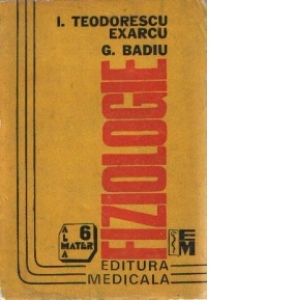 I. TEODORESCU
EXARCU
G. BADIU
FIZIOLOGIE
ALMA
6
MATER
EM
EDITURA
MEDICALA